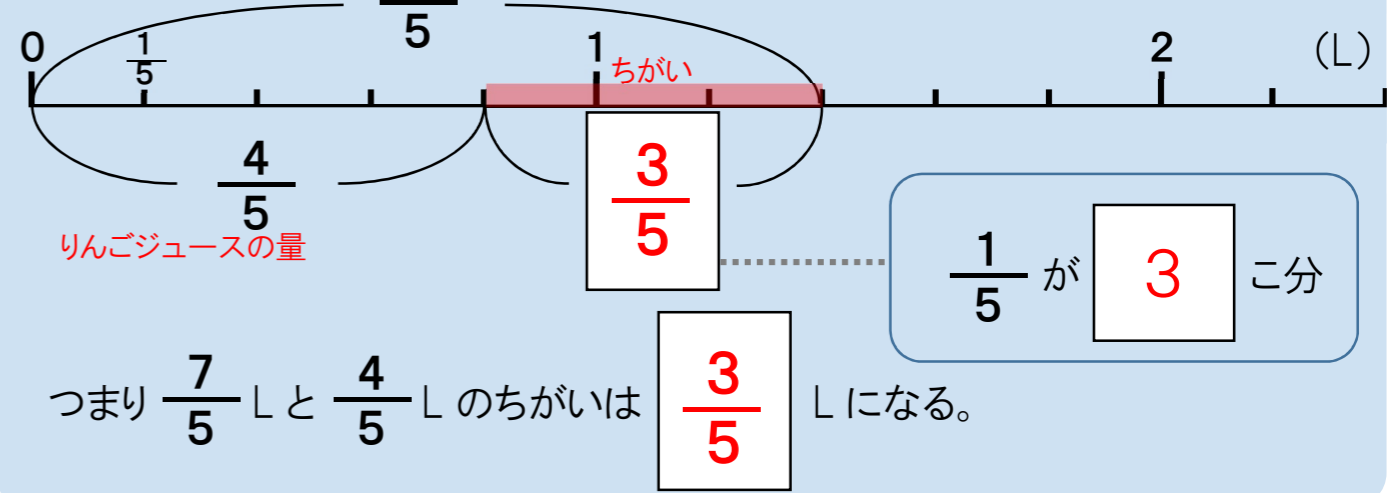 5
0 1/5 1 2 (L)
ちがい
4/5 3/5
りんごジュースの量
1/5 が 3 こ分
つまり 7/5 L と 4/5 L のちがいは 3/5 L になる。